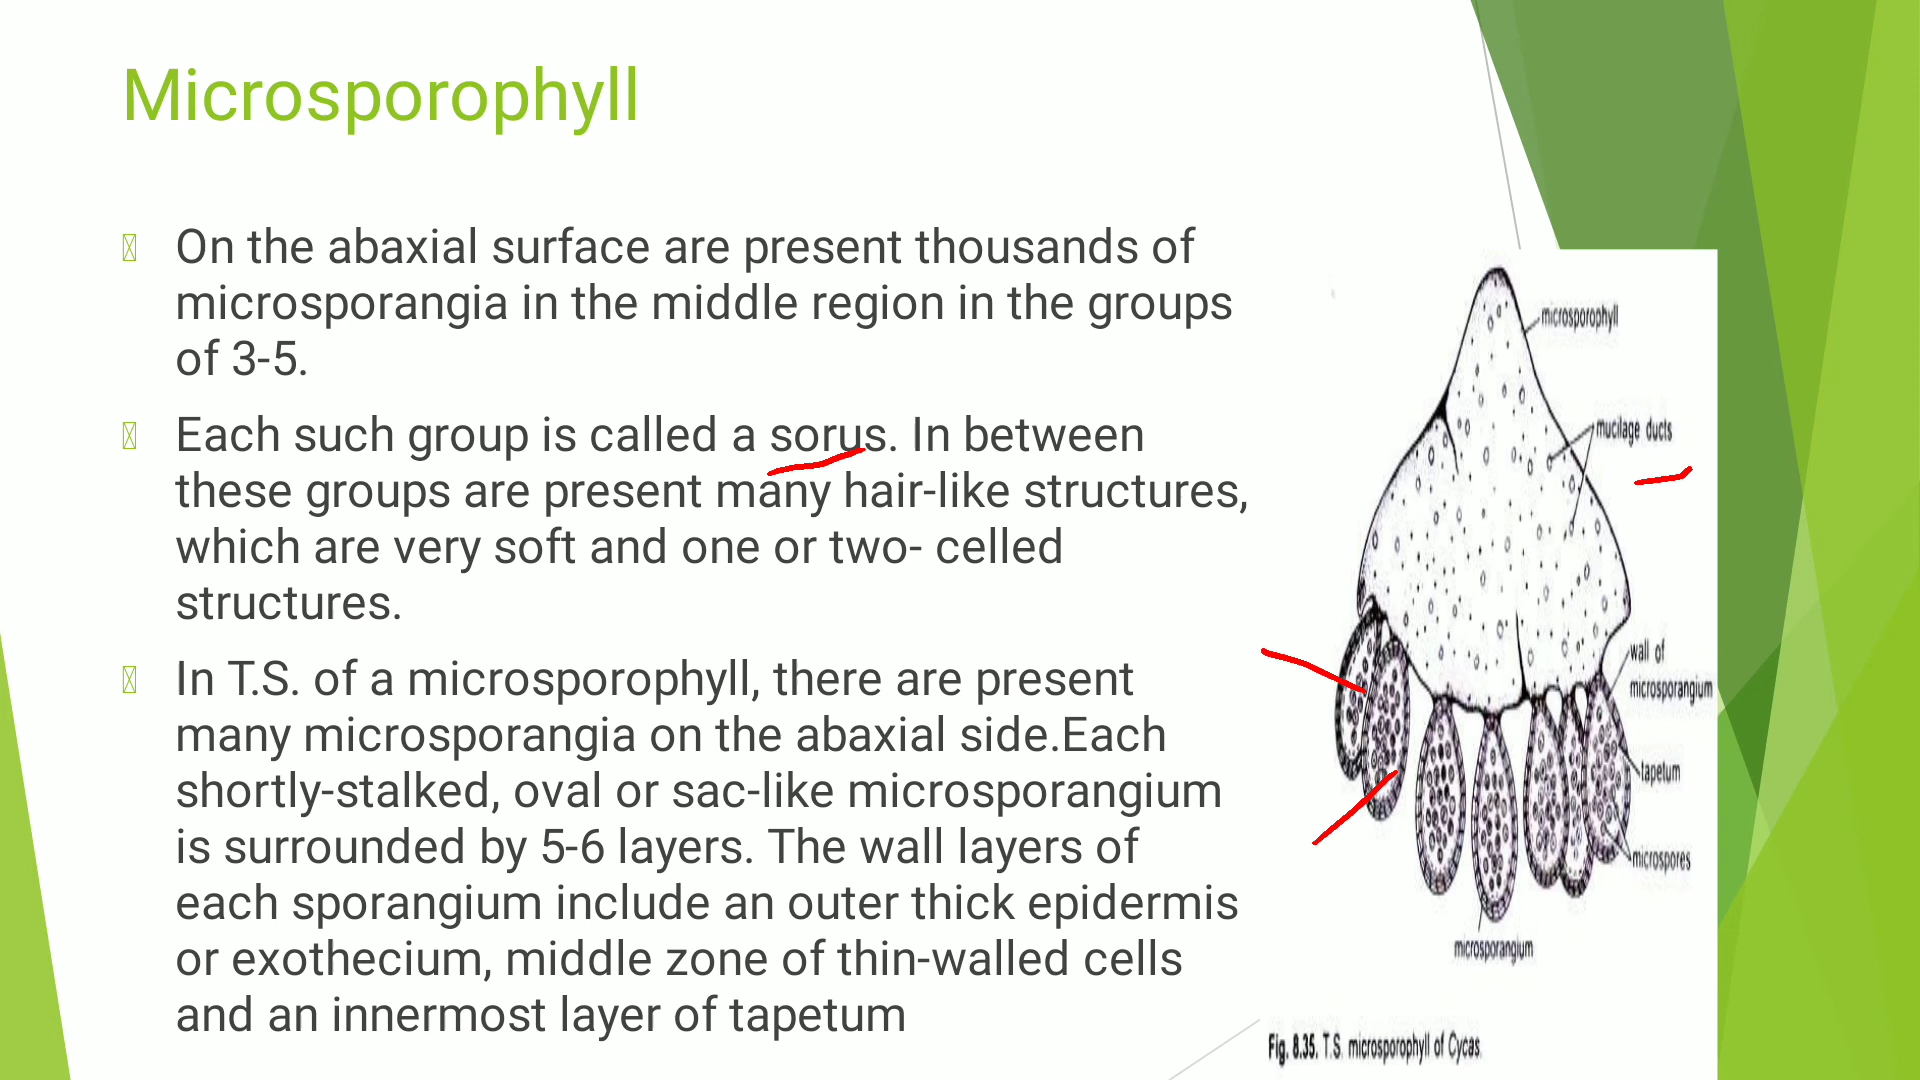 Microsporophyll
On the abaxial surface are present thousands of
microsporangia in the middle region in the groups
of 3-5.
Each such group is called a sorus. In between
these groups are present many hair-like structures,
which are very soft and one or two- celled
structures.
In T.S. of a microsporophyll, there are present
many microsporangia on the abaxial side.Each
shortly-stalked, oval or sac-like microsporangium
is surrounded by 5-6 layers. The wall layers of
each sporangium include an outer thick epidermis
or exothecium, middle zone of thin-walled cells
and an innermost layer of tapetum
microsporophyll
mucilage ducts
wall of
microsporangium
tapetum
microspores
microsporangium
Fig. 8.35. T.S. microsporophyll of Cycas